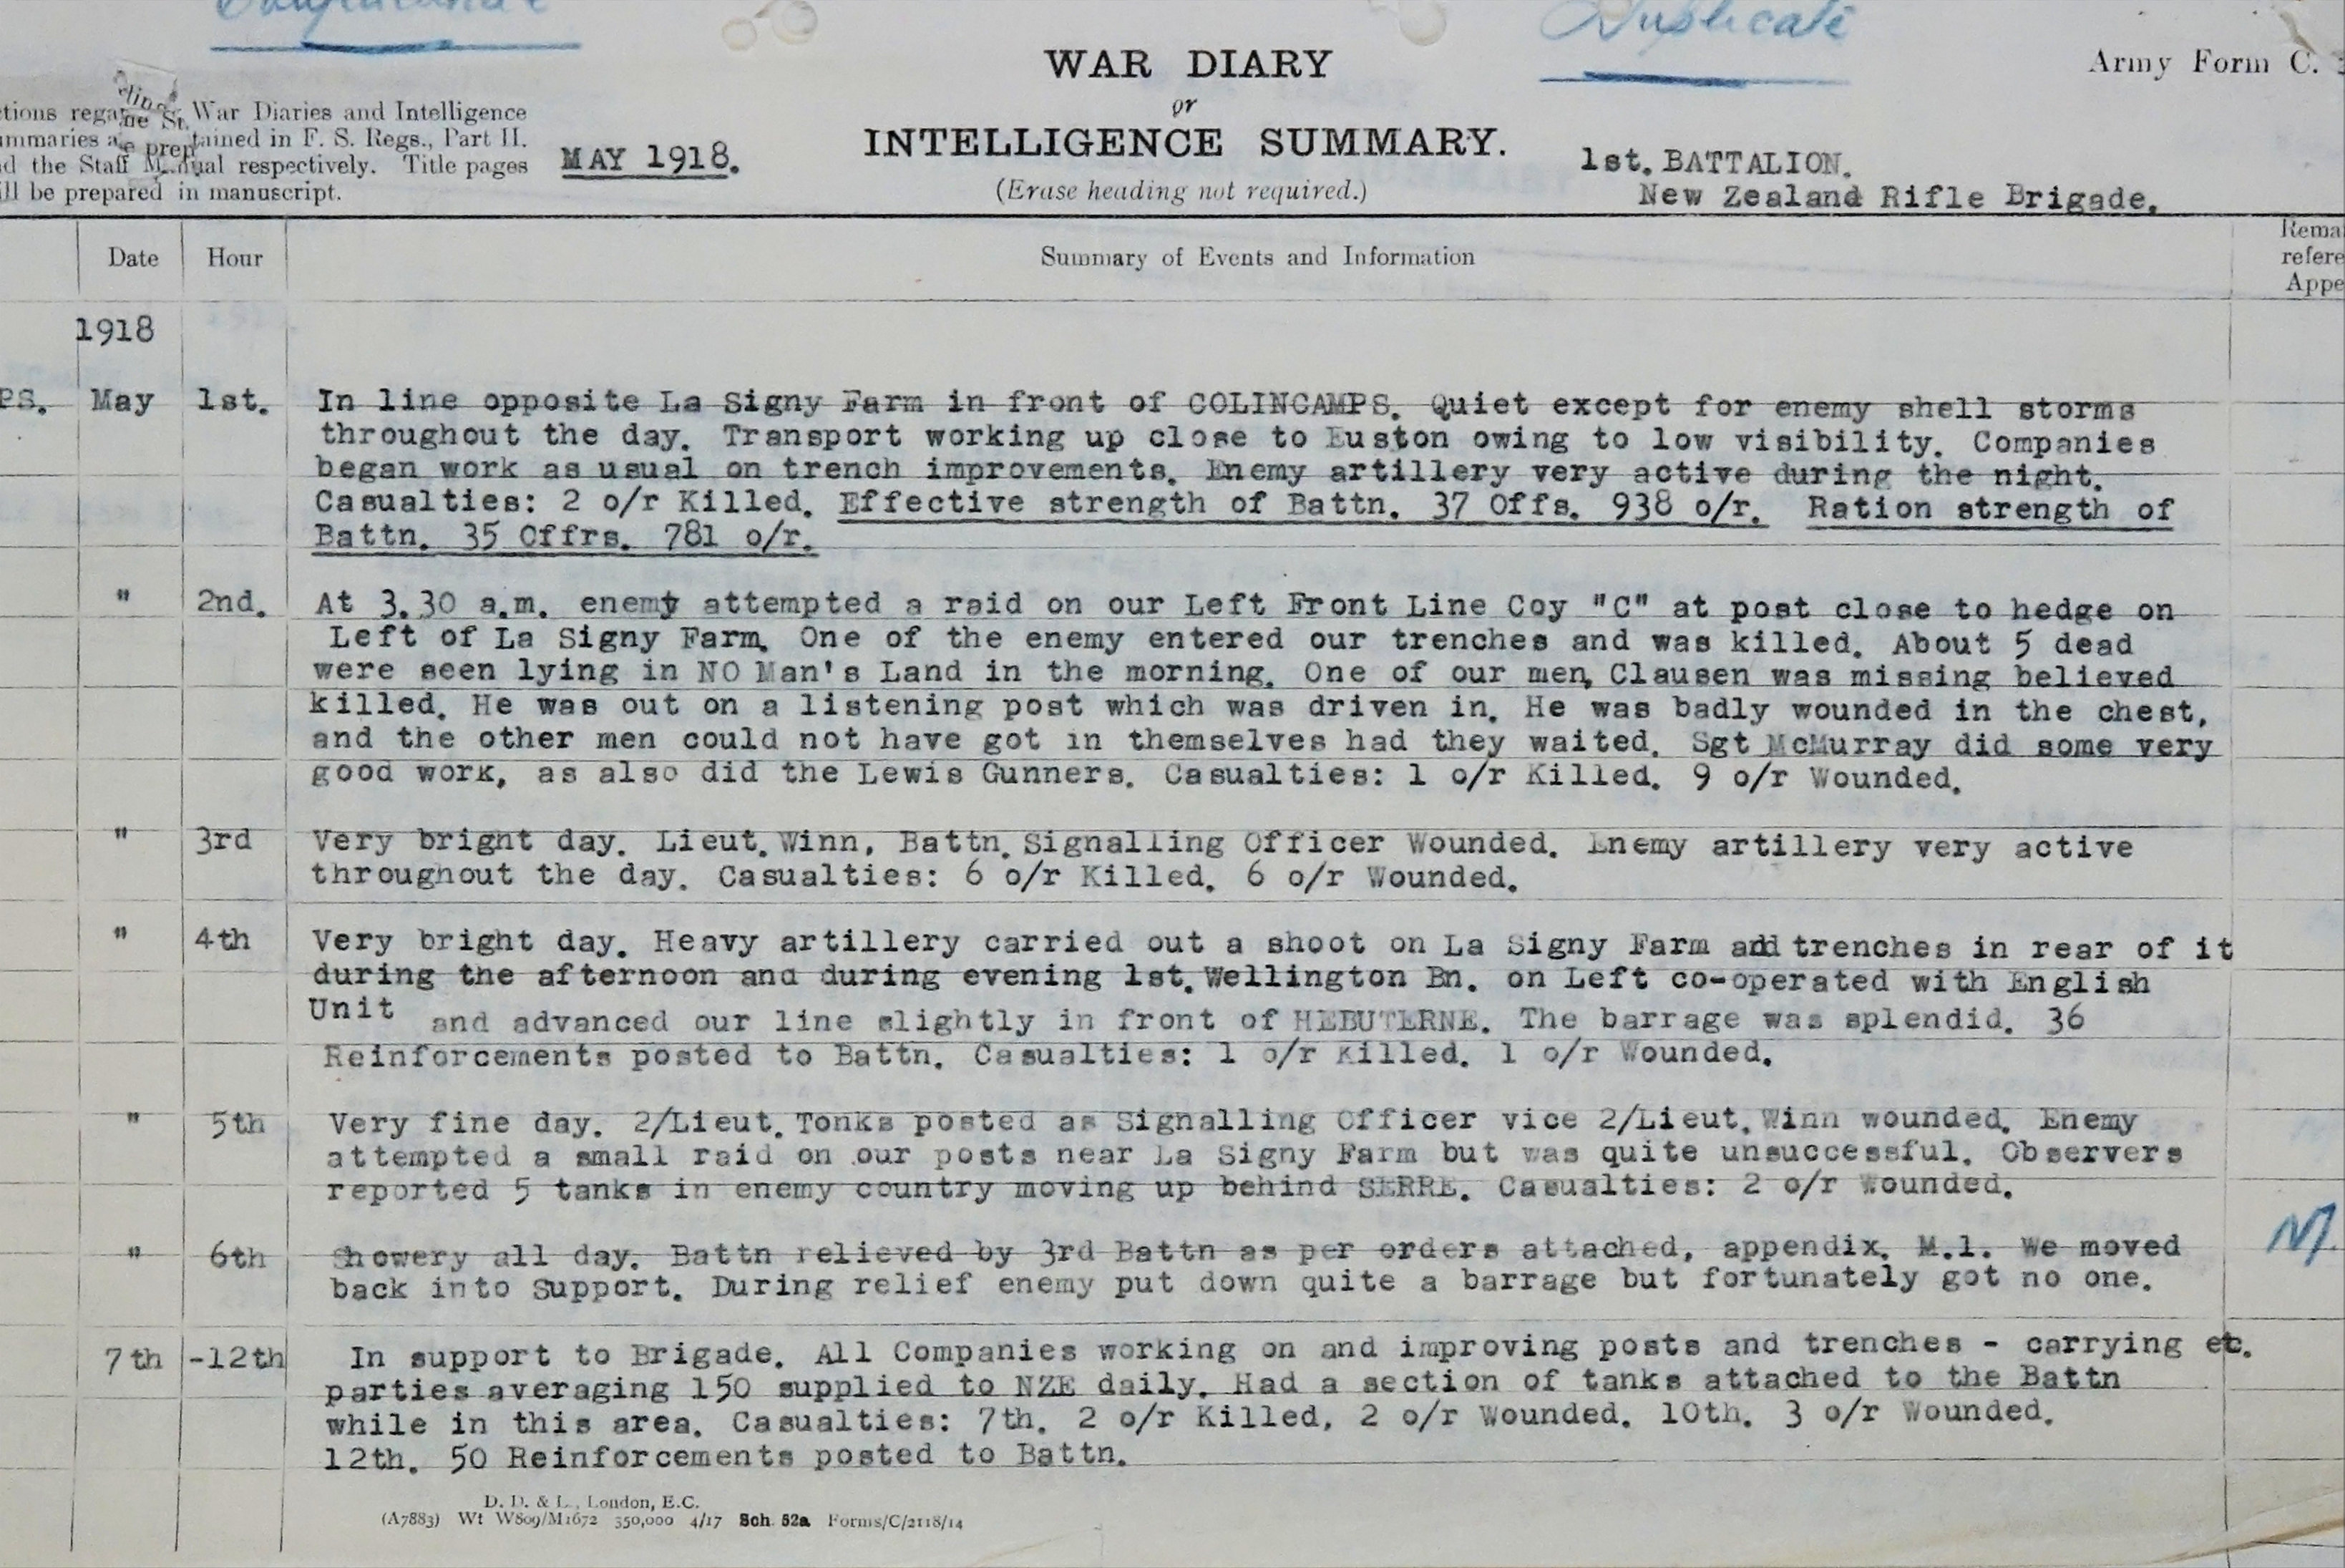 Duplicate
WAR DIARY
or
INTELLIGENCE SUMMARY.
(Erase heading not required.)
Army Form C.
War Diaries and Intelligence
tained in F. S. Regs., Part II.
d the Staff Manual respectively. Title pages
ill be prepared in manuscript.
MAY 1918.
1st. BATTALION.
New Zealand Rifle Brigade.
Date Hour Summary of Events and Information
Rema
refere
Appe
1918
PS. May 1st. In line opposite La Signy Farm in front of COLINCAMPS. Quiet except for enemy shell storms
throughout the day. Transport working up close to Euston owing to low visibility. Companies
began work as usual on trench improvements. Enemy artillery very active during the night.
Casualties: 2 o/r Killed. Effective strength of Battn. 37 Offs. 938 o/r. Ration strength of
Battn. 35 Offrs. 781 o/r.
" 2nd. At 3.30 a.m. enemy attempted a raid on our Left Front Line Coy "C" at post close to hedge on
Left of La Signy Farm. One of the enemy entered our trenches and was killed. About 5 dead
were seen lying in NO Man's Land in the morning. One of our men, Clausen was missing believed
killed. He was out on a listening post which was driven in. He was badly wounded in the chest,
and the other men could not have got in themselves had they waited. Sgt McMurray did some very
good work, as also did the Lewis Gunners. Casualties: 1 o/r Killed. 9 o/r Wounded.
" 3rd Very bright day. Lieut. Winn, Battn. Signalling Officer Wounded. Enemy artillery very active
throughout the day. Casualties: 6 o/r Killed. 6 o/r Wounded.
" 4th Very bright day. Heavy artillery carried out a shoot on La Signy Farm and trenches in rear of it
during the afternoon and during evening 1st. Wellington Bn. on Left co-operated with English
Unit and advanced our line slightly in front of HEBUTERNE. The barrage was splendid. 36
Reinforcements posted to Battn. Casualties: 1 o/r Killed. 1 o/r Wounded.
" 5th Very fine day. 2/Lieut. Tonks posted as Signalling Officer vice 2/Lieut. Winn wounded. Enemy
attempted a small raid on our posts near La Signy Farm but was quite unsuccessful. Observers
reported 5 tanks in enemy country moving up behind SERRE. Casualties: 2 o/r Wounded.
" 6th Showery all day. Battn relieved by 3rd Battn as per orders attached, appendix. M.1. We moved
back into Support. During relief enemy put down quite a barrage but fortunately got no one.
7th -12th In support to Brigade. All Companies working on and improving posts and trenches - carrying etc.
parties averaging 150 supplied to NZE daily. Had a section of tanks attached to the Battn
while in this area. Casualties: 7th. 2 o/r Killed, 2 o/r Wounded. 10th. 3 o/r Wounded.
12th. 50 Reinforcements posted to Battn.
D. D. & L., London, E.C.
(A7883) Wt W809/M1672 350,000 4/17 Sch. 52a Forms/C/2118/14